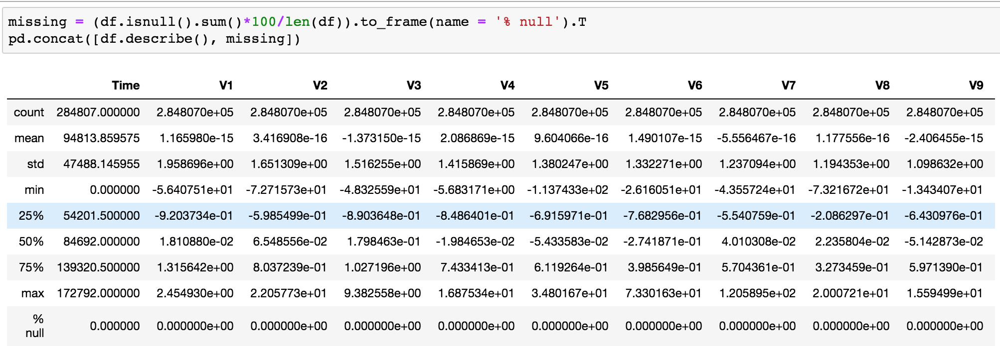 missing = (df.isnull().sum()*100/len(df)).to_frame(name = '% null').T
pd.concat([df.describe(), missing])
Time V1 V2 V3 V4 V5 V6 V7 V8 V9
count 284807.000000 2.848070e+05 2.848070e+05 2.848070e+05 2.848070e+05 2.848070e+05 2.848070e+05 2.848070e+05 2.848070e+05 2.848070e+05
mean 94813.859575 1.165980e-15 3.416908e-16 -1.373150e-15 2.086869e-15 9.604066e-16 1.490107e-15 -5.556467e-16 1.177556e-16 -2.406455e-15
std 47488.145955 1.958696e+00 1.651309e+00 1.516255e+00 1.415869e+00 1.380247e+00 1.332271e+00 1.237094e+00 1.194353e+00 1.098632e+00
min 0.000000 -5.640751e+01 -7.271573e+01 -4.832559e+01 -5.683171e+00 -1.137433e+02 -2.616051e+01 -4.355724e+01 -7.321672e+01 -1.343407e+01
25% 54201.500000 -9.203734e-01 -5.985499e-01 -8.903648e-01 -8.486401e-01 -6.915971e-01 -7.682956e-01 -5.540759e-01 -2.086297e-01 -6.430976e-01
50% 84692.000000 1.810880e-02 6.548556e-02 1.798463e-01 -1.984653e-02 -5.433583e-02 -2.741871e-01 4.010308e-02 2.235804e-02 -5.142873e-02
75% 139320.500000 1.315642e+00 8.037239e-01 1.027196e+00 7.433413e-01 6.119264e-01 3.985649e-01 5.704361e-01 3.273459e-01 5.971390e-01
max 172792.000000 2.454930e+00 2.205773e+01 9.382558e+00 1.687534e+01 3.480167e+01 7.330163e+01 1.205895e+02 2.000721e+01 1.559499e+01
%
null 0.000000 0.000000e+00 0.000000e+00 0.000000e+00 0.000000e+00 0.000000e+00 0.000000e+00 0.000000e+00 0.000000e+00 0.000000e+00